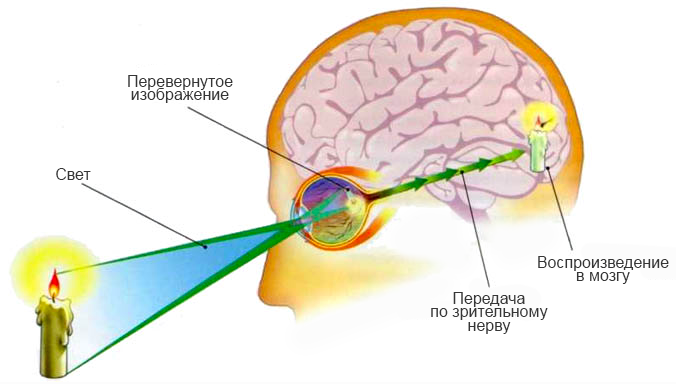 Перевернутое
изображение
Свет
Воспроизведение
в мозгу
Передача
по зрительному
нерву